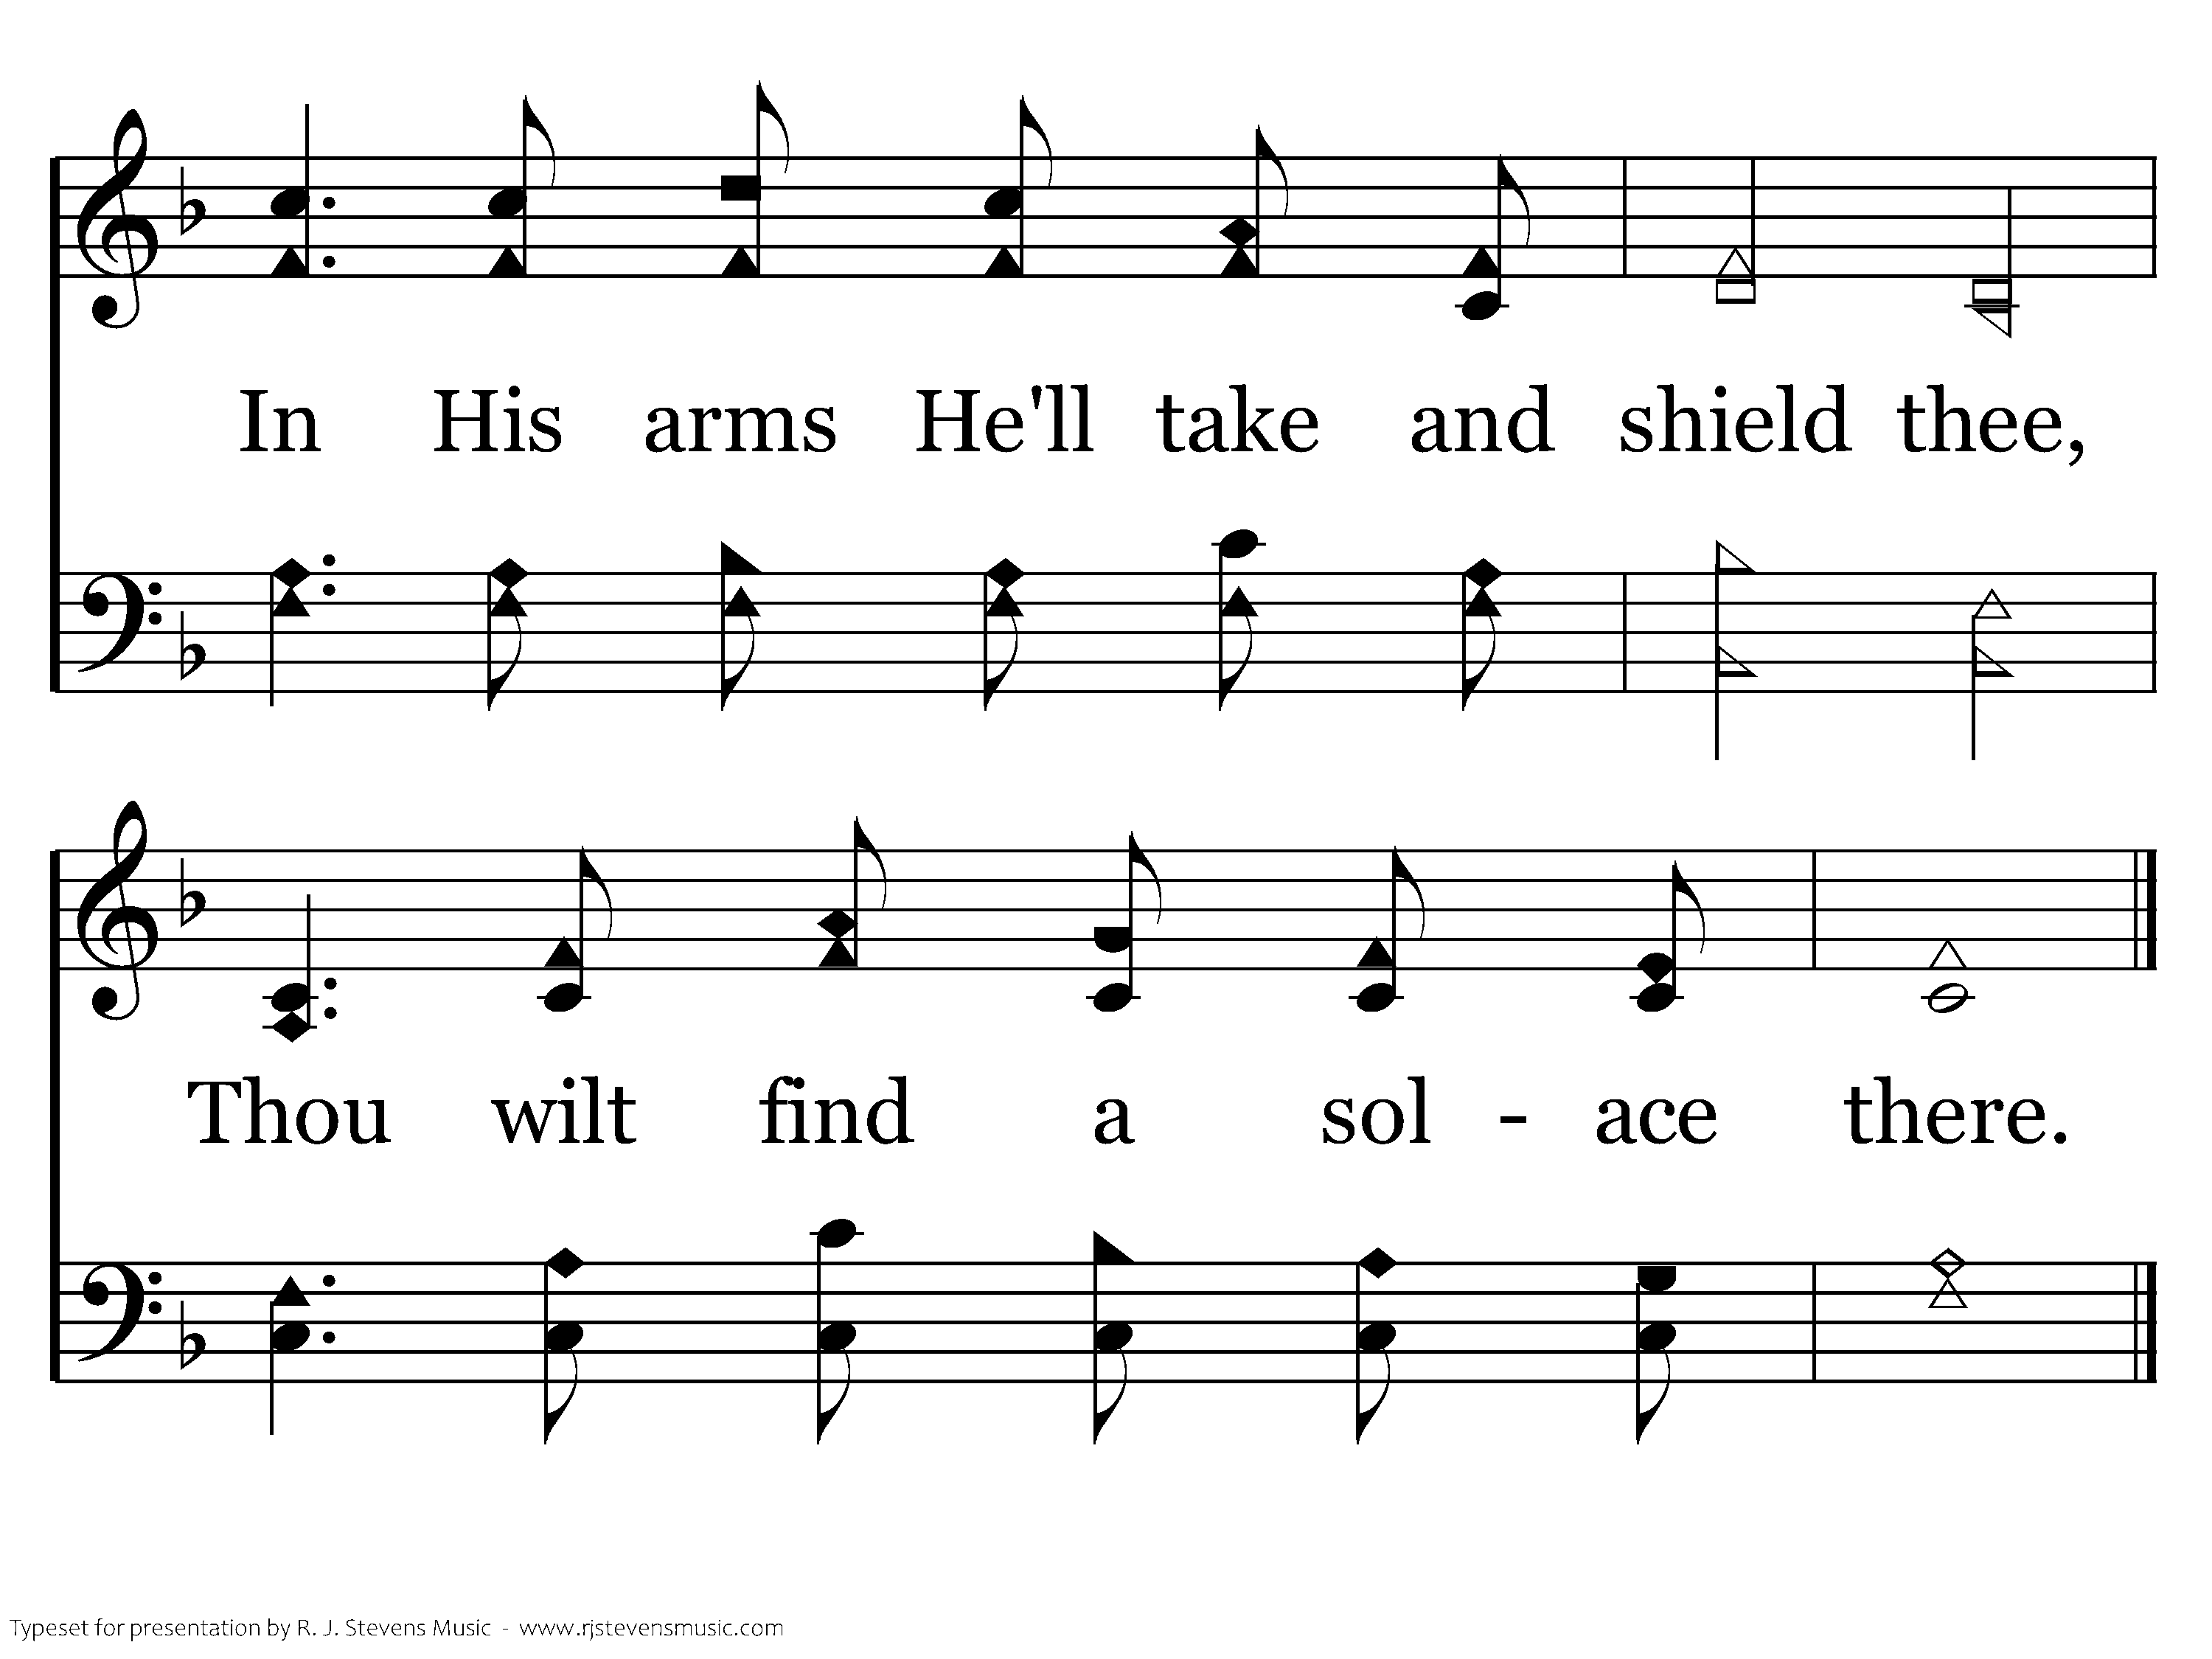 In His arms He'll take and shield thee,
Thou wilt find a sol - ace there.
Typeset for presentation by R. J. Stevens Music - www.rjstevensmusic.com